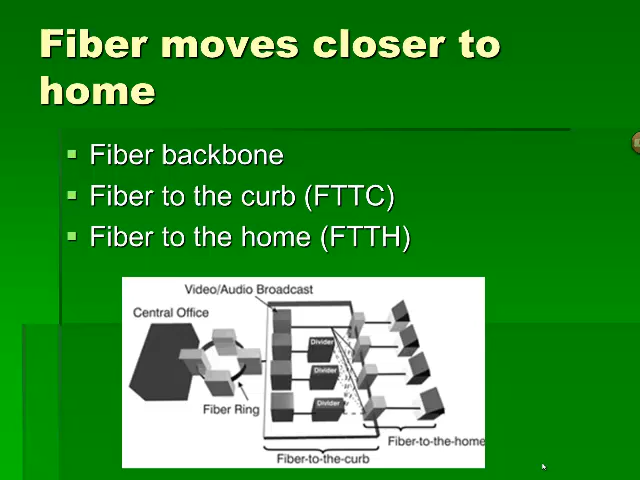 Fiber moves closer to
home
Fiber backbone
Fiber to the curb (FTTC)
Fiber to the home (FTTH)
Video/Audio Broadcast
Central Office
Divider
Divider
Divider
Fiber Ring
Fiber-to-the-home
Fiber-to-the-curb